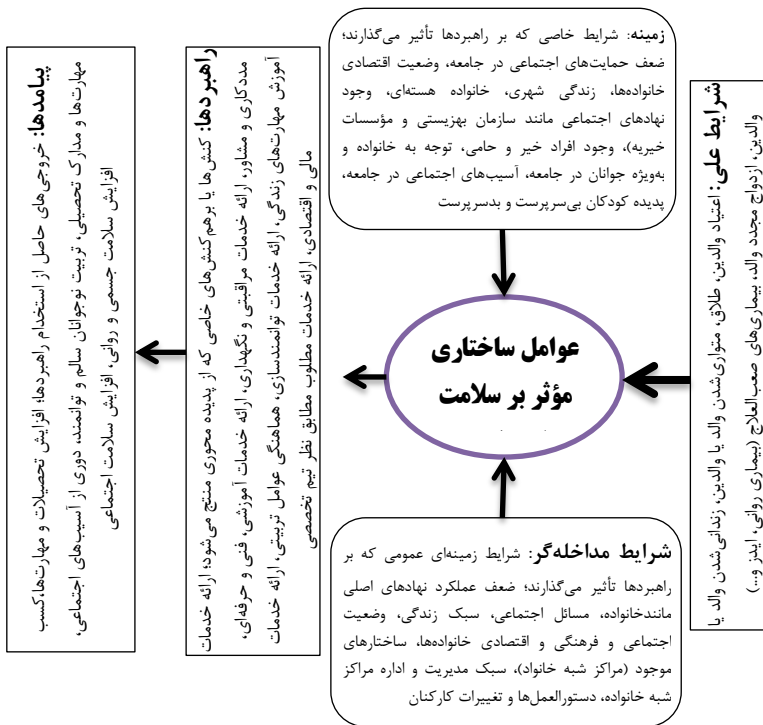 شرایط علی: اعتیاد والدین، طلاق، متواری‌شدن والد یا والدین، زندانی‌شدن والد یا
والدین، ازدواج مجدد والد، بیماری‌های صعب‌العلاج (بیماری روانی، ایدز و...)
زمینه: شرایط خاصی که بر راهبردها تأثیر می‌گذارند؛
ضعف حمایت‌های اجتماعی در جامعه، وضعیت اقتصادی
خانواده‌ها، زندگی شهری، خانواده هسته‌ای، وجود
نهادهای اجتماعی مانند سازمان بهزیستی و مؤسسات
خیریه)، وجود افراد خیر و حامی، توجه به خانواده و
به‌ویژه جوانان در جامعه، آسیب‌های اجتماعی در جامعه،
پدیده کودکان بی‌سرپرست و بدسرپرست
عوامل ساختاری
مؤثر بر سلامت
شرایط مداخله‌گر: شرایط زمینه‌ای عمومی که بر
راهبردها تأثیر می‌گذارند؛ ضعف عملکرد نهادهای اصلی
مانندخانواده، مسائل اجتماعی، سبک زندگی، وضعیت
اجتماعی و فرهنگی و اقتصادی خانواده‌ها، ساختارهای
موجود (مراکز شبه خانواد)، سبک مدیریت و اداره مراکز
شبه خانواده، دستورالعمل‌ها و تغییرات کارکنان
راهبردها: کنش‌ها یا برهم‌کنش‌های خاصی که از پدیده محوری منتج می‌شود؛ ارائه خدمات
مددکاری و مشاور، ارائه خدمات مراقبتی و نگهداری، ارائه خدمات آموزشی، فنی و حرفه‌ای،
آموزش مهارت‌های زندگی، ارائه خدمات توانمندسازی، هماهنگی عوامل تربیتی، ارائه خدمات
مالی و اقتصادی، ارائه خدمات مطلوب مطابق نظر تیم تخصصی
پیامدها: خروجی‌های حاصل از استخدام راهبردها؛ افزایش تحصیلات و مهارت‌ها،کسب
مهارت‌ها و مدارک تحصیلی، تربیت نوجوانان سالم و توانمند، دوری از آسیب‌های اجتماعی،
افزایش سلامت جسمی و روانی، افزایش سلامت اجتماعی